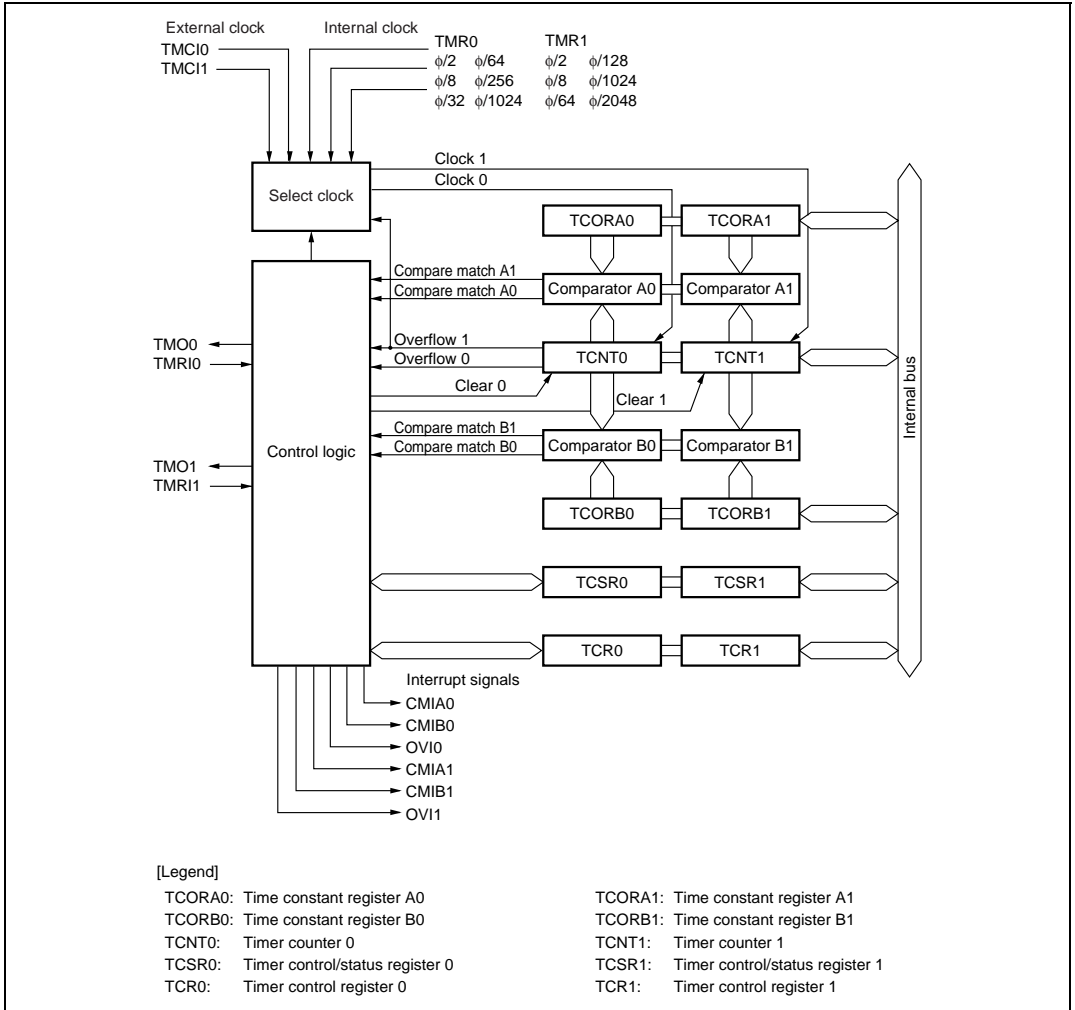 External clock
Internal clock
TMCI0
TMCI1
TMR0 TMR1
ϕ/2 ϕ/64 ϕ/2 ϕ/128
ϕ/8 ϕ/256 ϕ/8 ϕ/1024
ϕ/32 ϕ/1024 ϕ/64 ϕ/2048
Clock 1
Clock 0
Select clock
TCORA0
TCORA1
Compare match A1
Compare match A0
Comparator A0
Comparator A1
TMO0
TMRI0
Overflow 1
Overflow 0
TCNT0
TCNT1
Clear 0
Clear 1
Internal bus
Control logic
Compare match B1
Compare match B0
Comparator B0
Comparator B1
TMO1
TMRI1
TCORB0
TCORB1
TCSR0
TCSR1
TCR0
TCR1
Interrupt signals
CMIA0
CMIB0
OVI0
CMIA1
CMIB1
OVI1
[Legend]
TCORA0: Time constant register A0
TCORB0: Time constant register B0
TCNT0: Timer counter 0
TCSR0: Timer control/status register 0
TCR0: Timer control register 0
TCORA1: Time constant register A1
TCORB1: Time constant register B1
TCNT1: Timer counter 1
TCSR1: Timer control/status register 1
TCR1: Timer control register 1